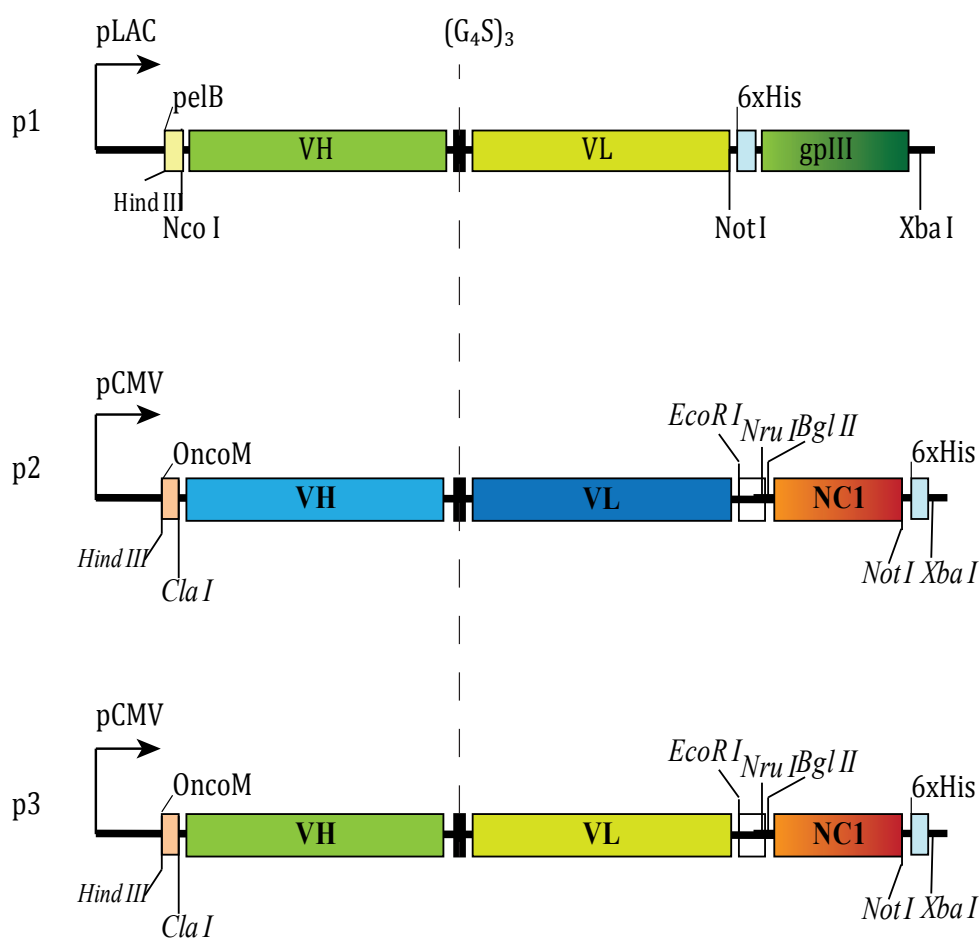 pLAC
(G₄S)₃
pelB
6xHis
p1
VH
VL
gpIII
Hind III
Nco I
Not I
Xba I
pCMV
EcoR I
Nru I
Bgl II
OncoM
6xHis
p2
VH
VL
NC1
Hind III
Cla I
Not I
Xba I
pCMV
EcoR I
Nru I
Bgl II
OncoM
6xHis
p3
VH
VL
NC1
Hind III
Cla I
Not I
Xba I